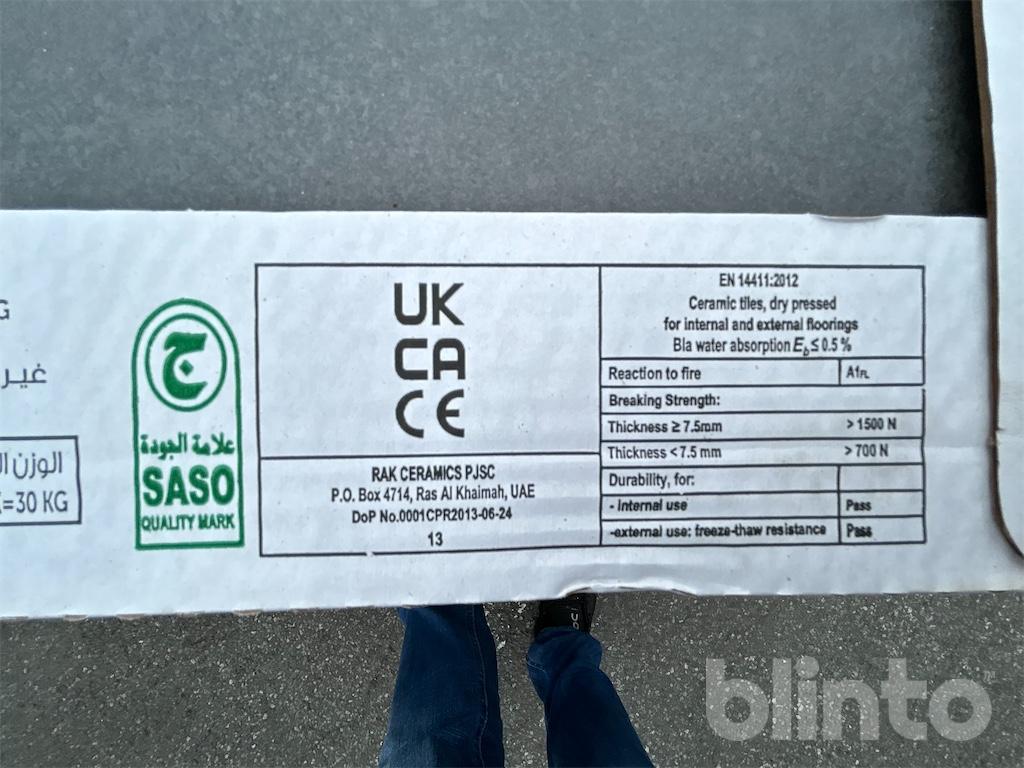 G
غير
الوزن ال
=30 KG
ج
علامة الجودة
SASO
QUALITY MARK
UK
CA
CE
RAK CERAMICS PJSC
P.O. Box 4714, Ras Al Khaimah, UAE
DoP No.0001CPR2013-06-24
13
EN 14411:2012
Ceramic tiles, dry pressed
for internal and external floorings
BIa water absorption Eb ≤ 0.5 %
Reaction to fire A1FL
Breaking Strength:
Thickness ≥ 7.5mm > 1500 N
Thickness < 7.5 mm > 700 N
Durability, for:
- Internal use Pass
-external use: freeze-thaw resistance Pass
blinto